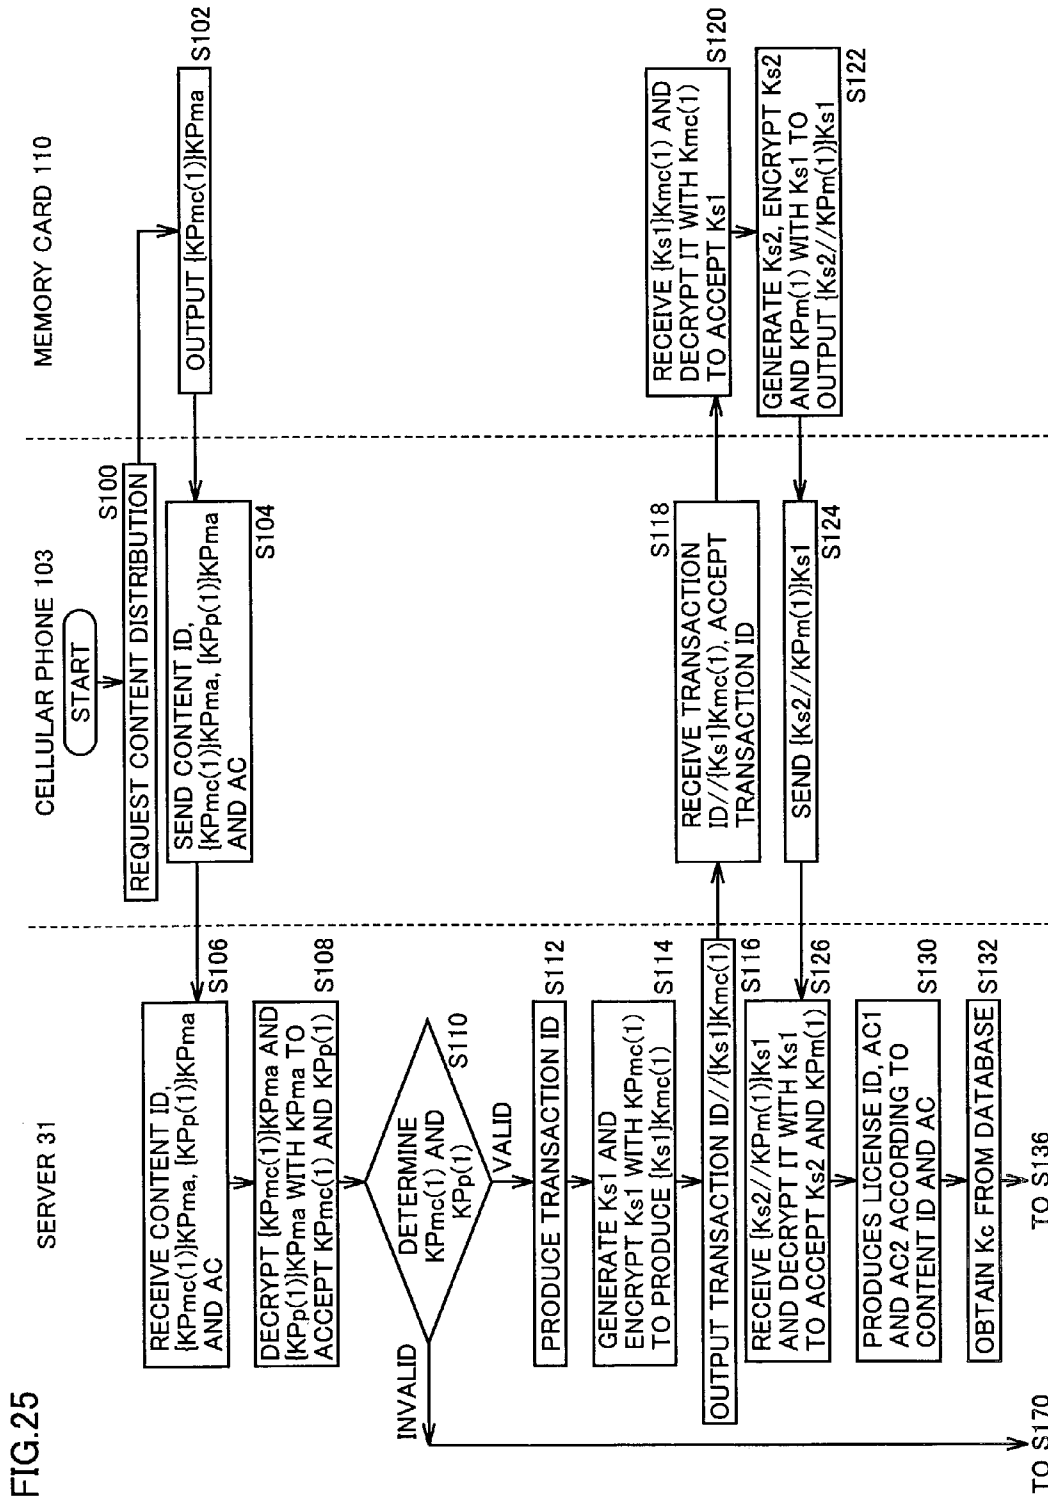 FIG.25
SERVER 31
CELLULAR PHONE 103
MEMORY CARD 110
START
S100
REQUEST CONTENT DISTRIBUTION
S102
OUTPUT {KPmc(1)}KPma
SEND CONTENT ID,
{KPmc(1)}KPma, {KPp(1)}KPma
AND AC
S104
RECEIVE CONTENT ID,
{KPmc(1)}KPma, {KPp(1)}KPma
AND AC
S106
DECRYPT {KPmc(1)}KPma AND
{KPp(1)}KPma WITH KPma TO
ACCEPT KPmc(1) AND KPp(1)
S108
DETERMINE
KPmc(1) AND
KPp(1)
S110
INVALID
VALID
PRODUCE TRANSACTION ID
S112
GENERATE Ks1 AND
ENCRYPT Ks1 WITH KPmc(1)
TO PRODUCE {Ks1}Kmc(1)
S114
OUTPUT TRANSACTION ID//{Ks1}Kmc(1)
S116
RECEIVE TRANSACTION
ID//{Ks1}Kmc(1), ACCEPT
TRANSACTION ID
S118
RECEIVE {Ks1}Kmc(1) AND
DECRYPT IT WITH Kmc(1)
TO ACCEPT Ks1
S120
GENERATE Ks2, ENCRYPT Ks2
AND KPm(1) WITH Ks1 TO
OUTPUT {Ks2//KPm(1)}Ks1
S122
SEND {Ks2//KPm(1)}Ks1
S124
RECEIVE {Ks2//KPm(1)}Ks1
AND DECRYPT IT WITH Ks1
TO ACCEPT Ks2 AND KPm(1)
S126
PRODUCES LICENSE ID, AC1
AND AC2 ACCORDING TO
CONTENT ID AND AC
S130
OBTAIN Kc FROM DATABASE
S132
TO S170
TO S136